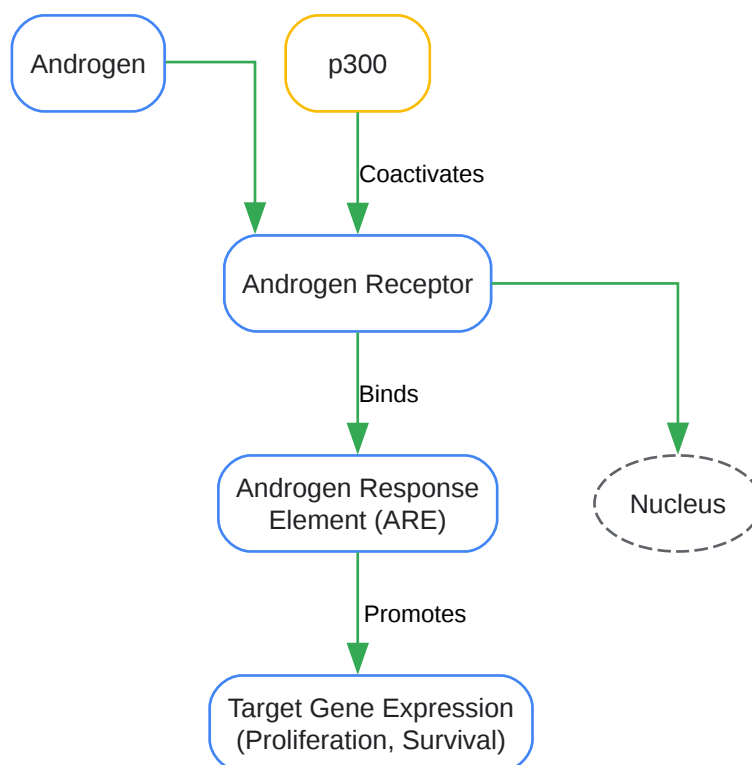 Androgen
p300
Coactivates
Androgen Receptor
Binds
Androgen Response
Element (ARE)
Nucleus
Promotes
Target Gene Expression
(Proliferation, Survival)